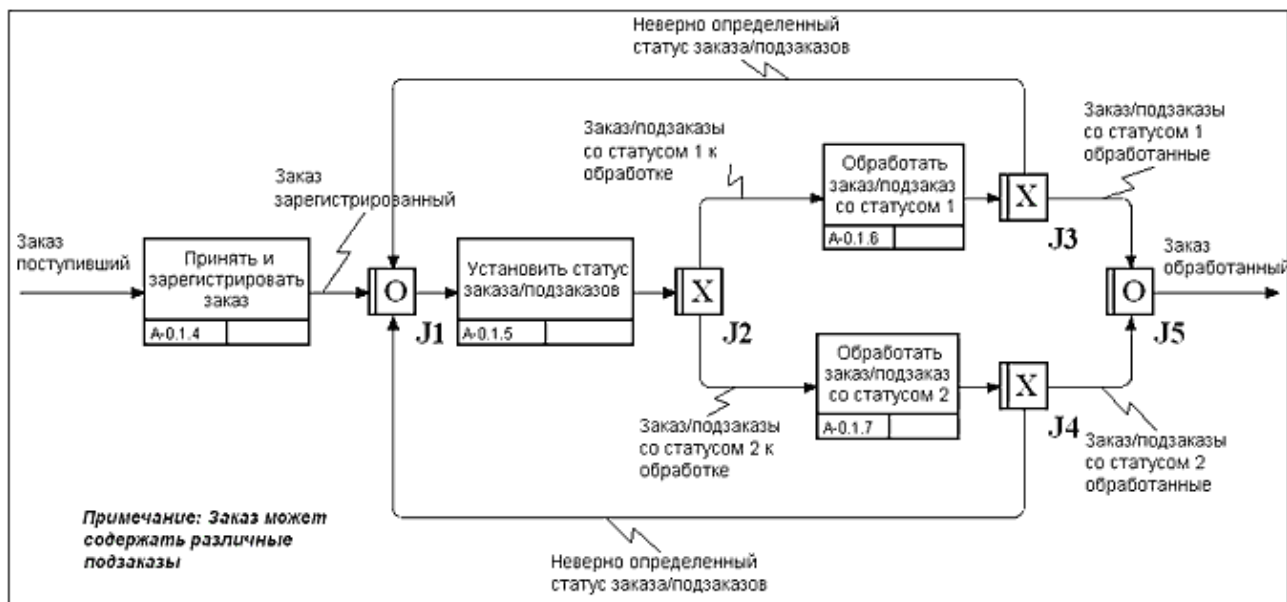 Неверно определенный
статус заказа/подзаказов
Заказ/подзаказы
со статусом 1 к
обработке
Заказ/подзаказы
со статусом 1
обработанные
Обработать
заказ/подзаказ
со статусом 1
A-0.1.6
X
J3
Заказ
зарегистрированный
Заказ
поступивший
Принять и
зарегистрировать
заказ
A-0.1.4
O
J1
Установить статус
заказа/подзаказов
A-0.1.5
X
J2
Заказ
обработанный
O
J5
Обработать
заказ/подзаказ
со статусом 2
A-0.1.7
X
J4
Заказ/подзаказы
со статусом 2 к
обработке
Заказ/подзаказы
со статусом 2
обработанные
Примечание: Заказ может
содержать различные
подзаказы
Неверно определенный
статус заказа/подзаказов